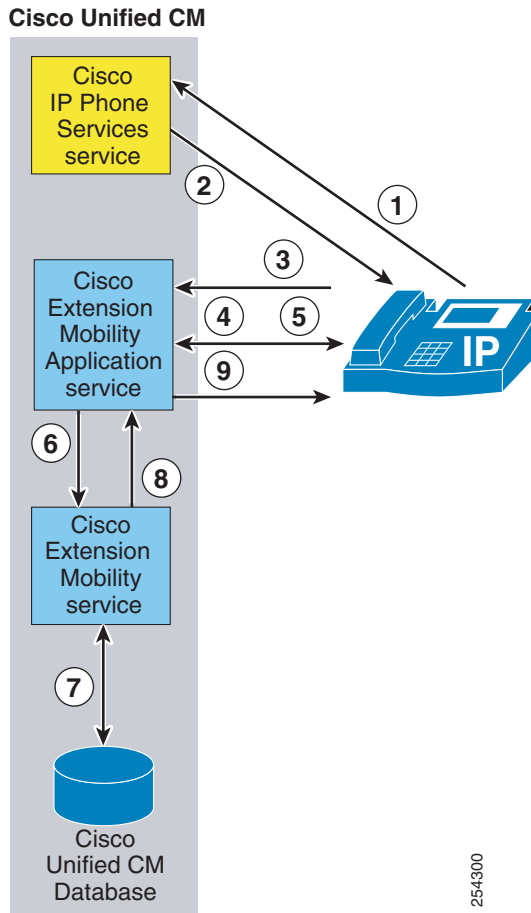 Cisco Unified CM
Cisco
IP Phone
Services
service
2
1
3
Cisco
Extension
Mobility
Application
service
4
5
IP
9
6
8
Cisco
Extension
Mobility
service
7
Cisco
Unified CM
Database
254300